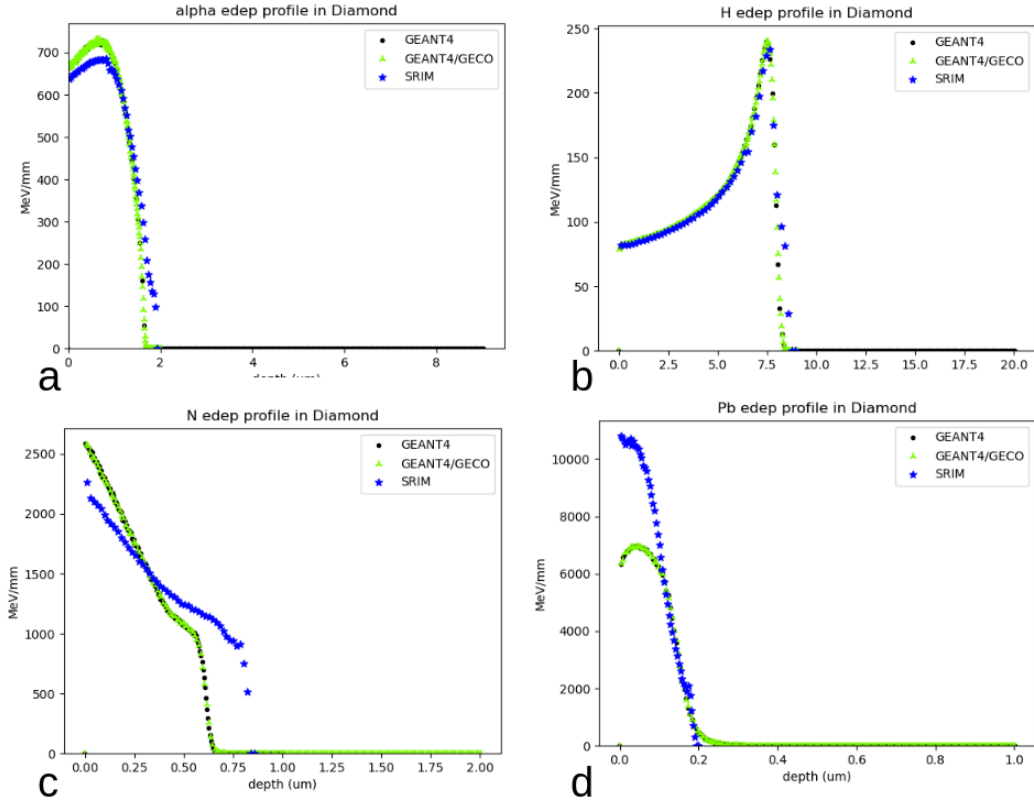 alpha edep profile in Diamond
MeV/mm
700
600
500
400
300
200
100
0
GEANT4
GEANT4/GECO
SRIM
0 2 4 6 8
depth (um)
a
H edep profile in Diamond
MeV/mm
250
200
150
100
50
0
GEANT4
GEANT4/GECO
SRIM
0.0 2.5 5.0 7.5 10.0 12.5 15.0 17.5 20.0
b
N edep profile in Diamond
MeV/mm
2500
2000
1500
1000
500
0
GEANT4
GEANT4/GECO
SRIM
0.00 0.25 0.50 0.75 1.00 1.25 1.50 1.75 2.00
depth (um)
c
Pb edep profile in Diamond
MeV/mm
10000
8000
6000
4000
2000
0
GEANT4
GEANT4/GECO
SRIM
0.0 0.2 0.4 0.6 0.8 1.0
depth (um)
d